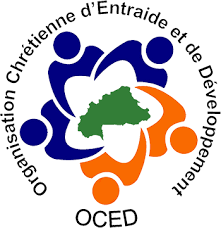 Organisation Chrétienne d'Entraide et de Développement
OCED